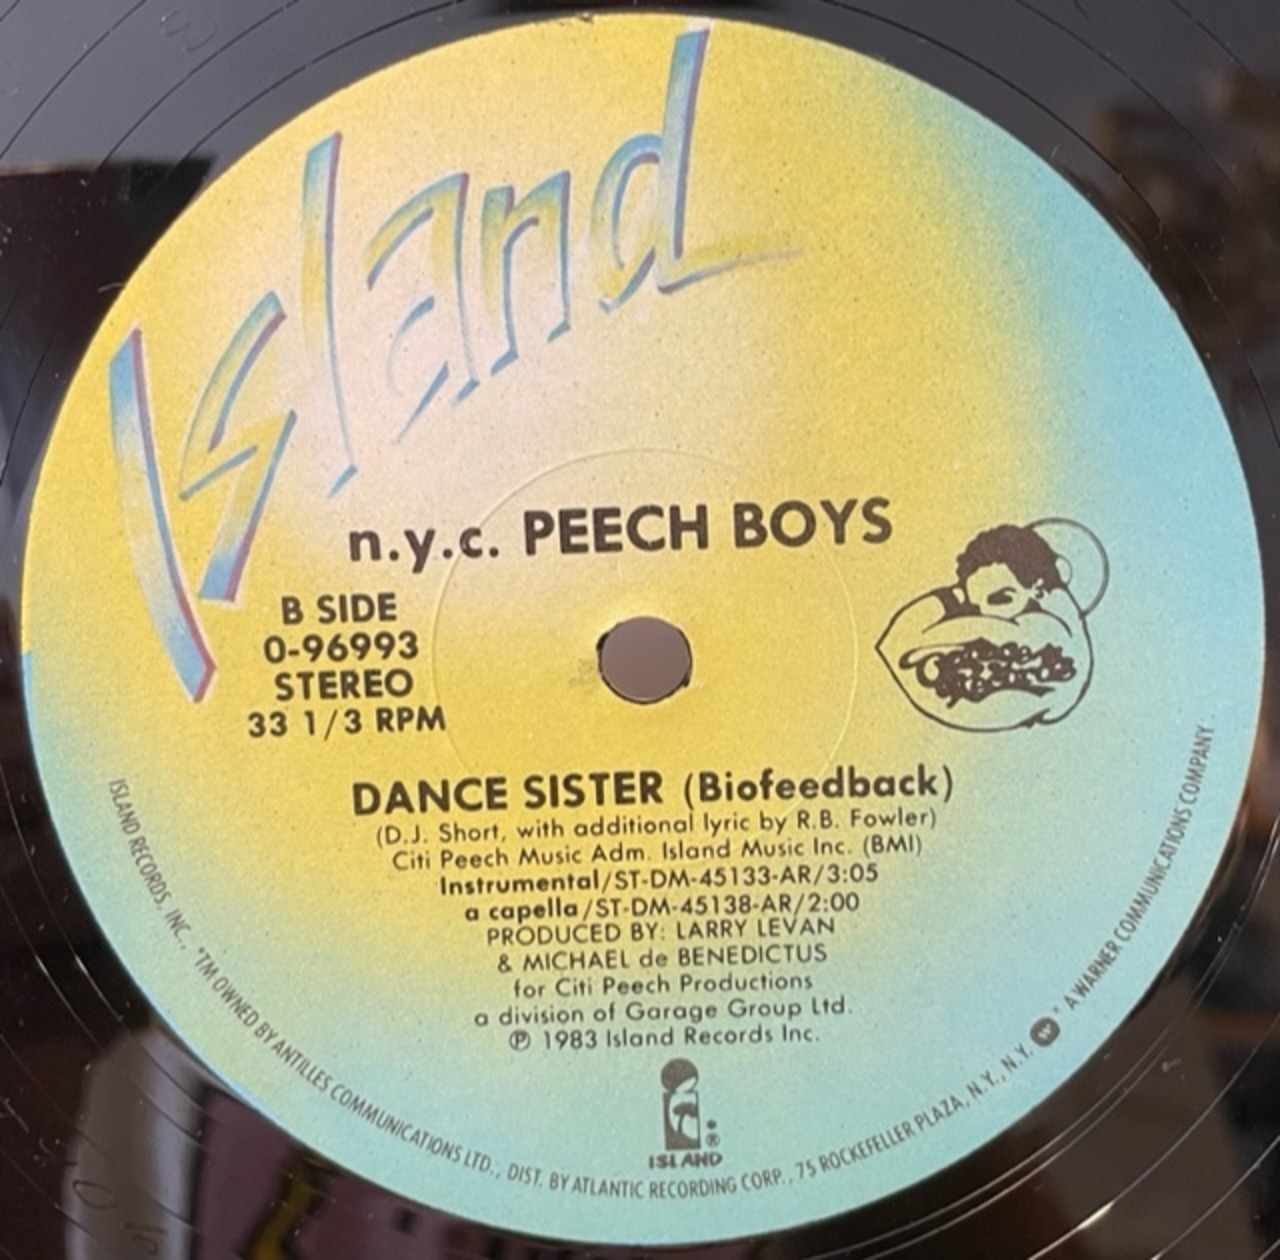 Island
n.y.c. PEECH BOYS
B SIDE
0-96993
STEREO
33 1/3 RPM
DANCE SISTER (Biofeedback)
(D.J. Short, with additional lyric by R.B. Fowler)
Citi Peech Music Adm. Island Music Inc. (BMI)
Instrumental/ST-DM-45133-AR/3:05
a capella/ST-DM-45138-AR/2:00
PRODUCED BY: LARRY LEVAN
& MICHAEL de BENEDICTUS
for Citi Peech Productions
a division of Garage Group Ltd.
℗ 1983 Island Records Inc.
®
ISLAND
ISLAND RECORDS, INC., *TM OWNED BY ANTILLES COMMUNICATIONS LTD., DIST. BY ATLANTIC RECORDING CORP., 75 ROCKEFELLER PLAZA, N.Y., N.Y. * A WARNER COMMUNICATIONS COMPANY